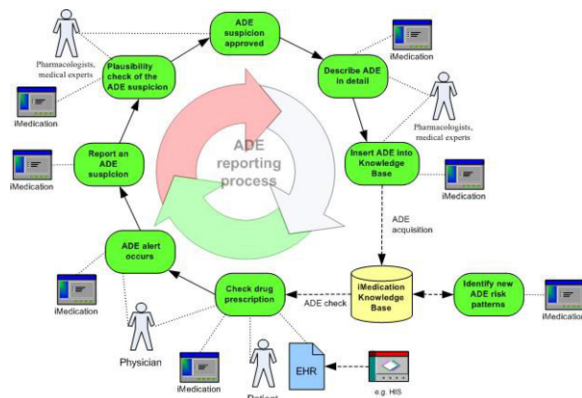 ADE
suspicion
approved
Pharmacologists,
medical experts
Plausibility
check of the
ADE suspicion
iMedication
iMedication
Describe ADE
in detail
Pharmacologists,
medical experts
ADE
reporting
process
iMedication
Report an
ADE
suspicion
Insert ADE into
Knowledge
Base
iMedication
ADE
acquisition
ADE alert
occurs
iMedication
Check drug
prescription
ADE check
iMedication
Knowledge
Base
Identify new
ADE risk
patterns
iMedication
Physician
iMedication
Patient
EHR
e.g. HIS